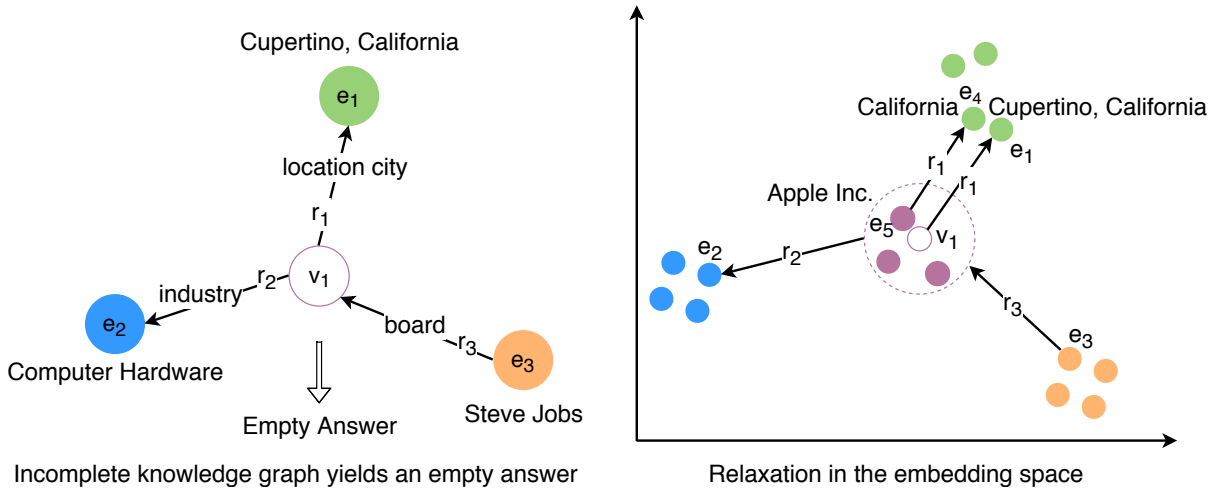 Cupertino, California
e1
location city
r1
v1
r2
industry
e2
Computer Hardware
board
r3
e3
Steve Jobs
Empty Answer
Incomplete knowledge graph yields an empty answer
e4
California
Cupertino, California
e1
r1
r1
Apple Inc.
e5
v1
e2
r2
r3
e3
Relaxation in the embedding space